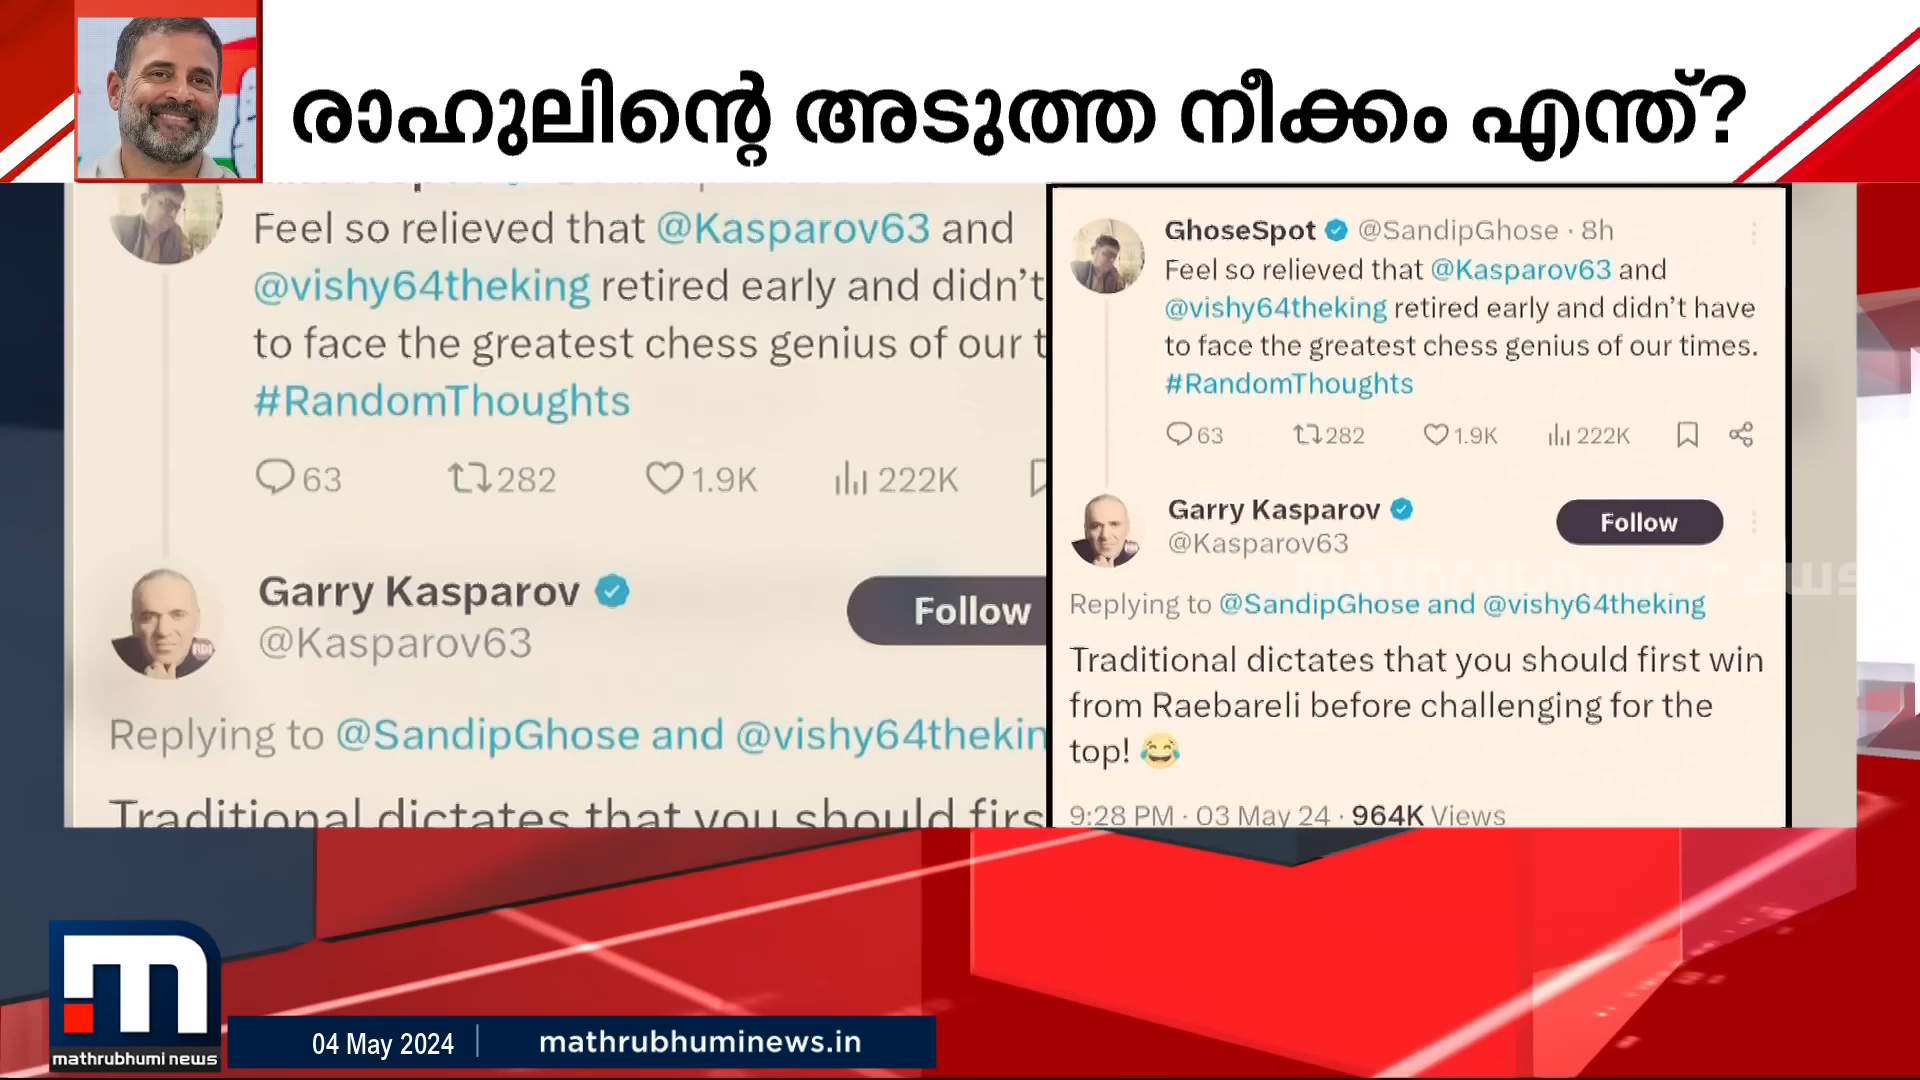 രാഹുലിന്റെ അടുത്ത നീക്കം എന്ത്?
Feel so relieved that @Kasparov63 and
@vishy64theking retired early and didn’t
to face the greatest chess genius of our t
#RandomThoughts
63 282 1.9K 222K
Garry Kasparov
@Kasparov63
Follow
Replying to @SandipGhose and @vishy64thekin
Traditional dictates that you should firs
GhoseSpot @SandipGhose · 8h
Feel so relieved that @Kasparov63 and
@vishy64theking retired early and didn’t have
to face the greatest chess genius of our times.
#RandomThoughts
63 282 1.9K 222K
Garry Kasparov
@Kasparov63
Follow
Replying to @SandipGhose and @vishy64theking
Traditional dictates that you should first win
from Raebareli before challenging for the
top! 😂
9:28 PM · 03 May 24 · 964K Views
mathrubhumi news
mathrubhumi news
04 May 2024
mathrubhuminews.in